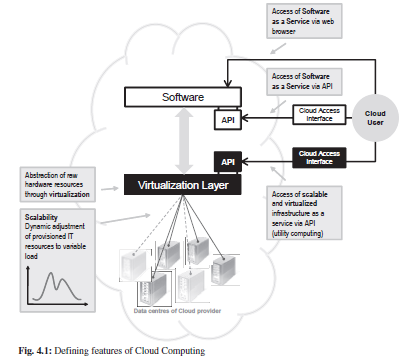 Access of Software
as a Service via web
browser
Software
API
Access of Software
as a Service via API
Cloud Access
Interface
Cloud
User
Cloud Access
Interface
API
Abstraction of raw
hardware resources
through virtualization
Virtualization Layer
Access of scalable
and virtualized
infrastructure as a
service via API
(utility computing)
Scalability
Dynamic adjustment
of provisioned IT
resources to variable
load
Data centres of Cloud provider
Fig. 4.1: Defining features of Cloud Computing